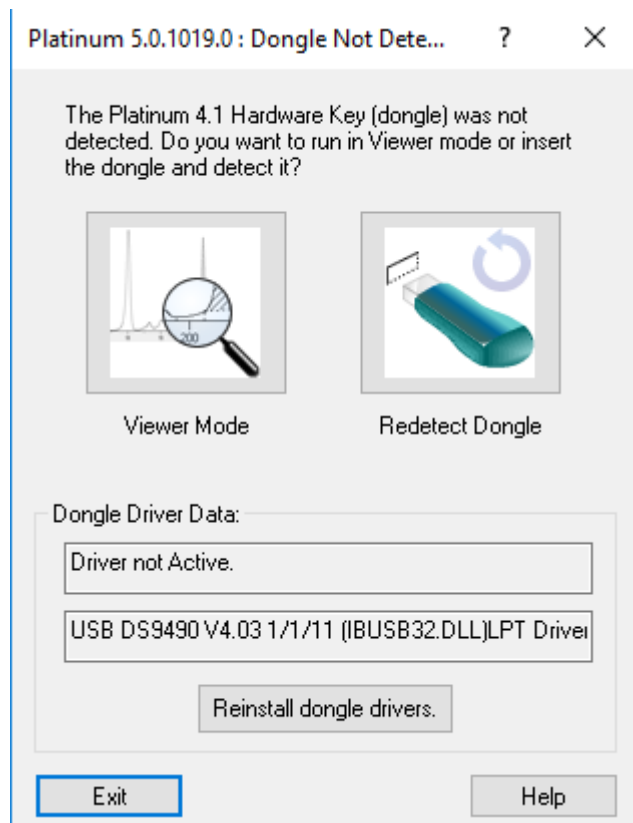 Platinum 5.0.1019.0 : Dongle Not Dete... ? ×
The Platinum 4.1 Hardware Key (dongle) was not
detected. Do you want to run in Viewer mode or insert
the dongle and detect it?
200
Viewer Mode Redetect Dongle
Dongle Driver Data:
Driver not Active.
USB DS9490 V4.03 1/1/11 (IBUSB32.DLL)LPT Driver
Reinstall dongle drivers.
Exit Help